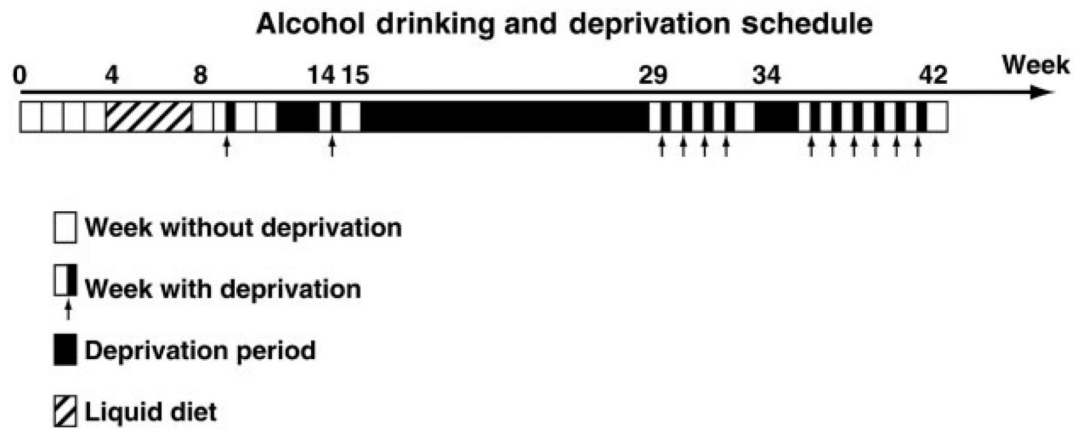 Alcohol drinking and deprivation schedule
0 4 8 14 15 29 34 42 Week
Week without deprivation
Week with deprivation
Deprivation period
Liquid diet